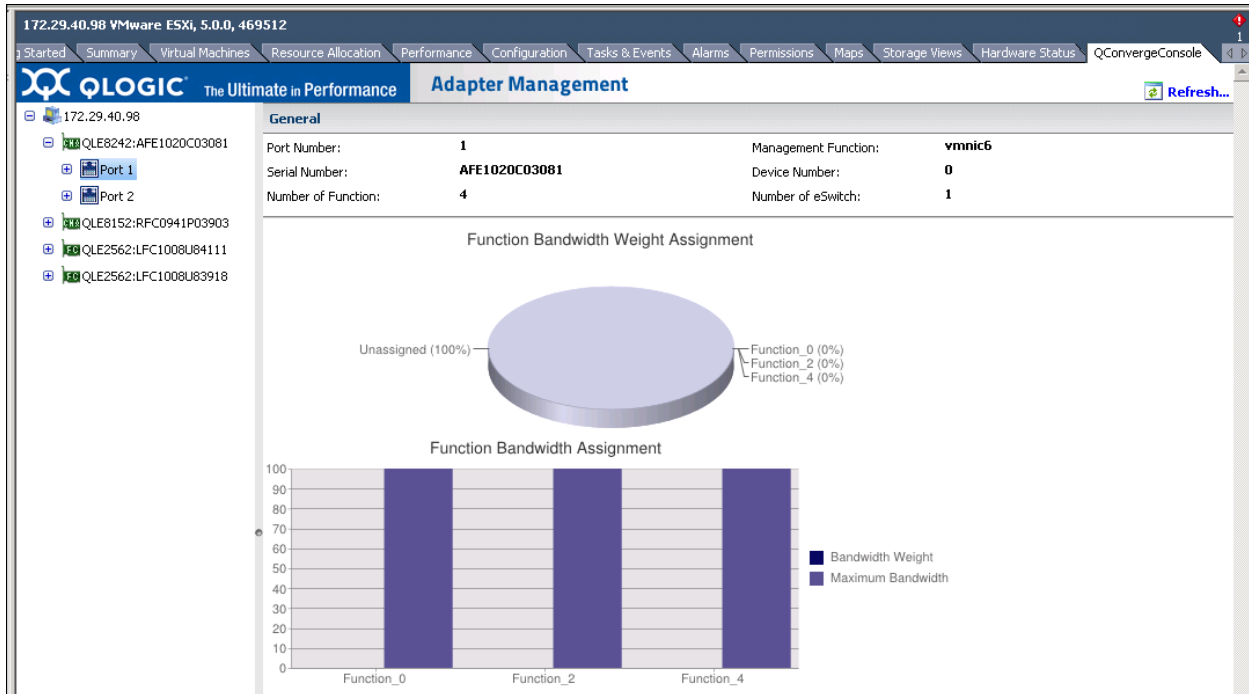 172.29.40.98 VMware ESXi, 5.0.0, 469512
1
g Started Summary Virtual Machines Resource Allocation Performance Configuration Tasks & Events Alarms Permissions Maps Storage Views Hardware Status QConvergeConsole
QLOGIC The Ultimate in Performance Adapter Management
Refresh...
172.29.40.98
QLE8242:AFE1020C03081
Port 1
Port 2
QLE8152:RFC0941P03903
QLE2562:LFC1008U84111
QLE2562:LFC1008U83918
General
Port Number: 1 Management Function: vmnic6
Serial Number: AFE1020C03081 Device Number: 0
Number of Function: 4 Number of eSwitch: 1
Function Bandwidth Weight Assignment
Unassigned (100%)
Function_0 (0%)
Function_2 (0%)
Function_4 (0%)
Function Bandwidth Assignment
100
90
80
70
60
50
40
30
20
10
0
Function_0 Function_2 Function_4
Bandwidth Weight
Maximum Bandwidth